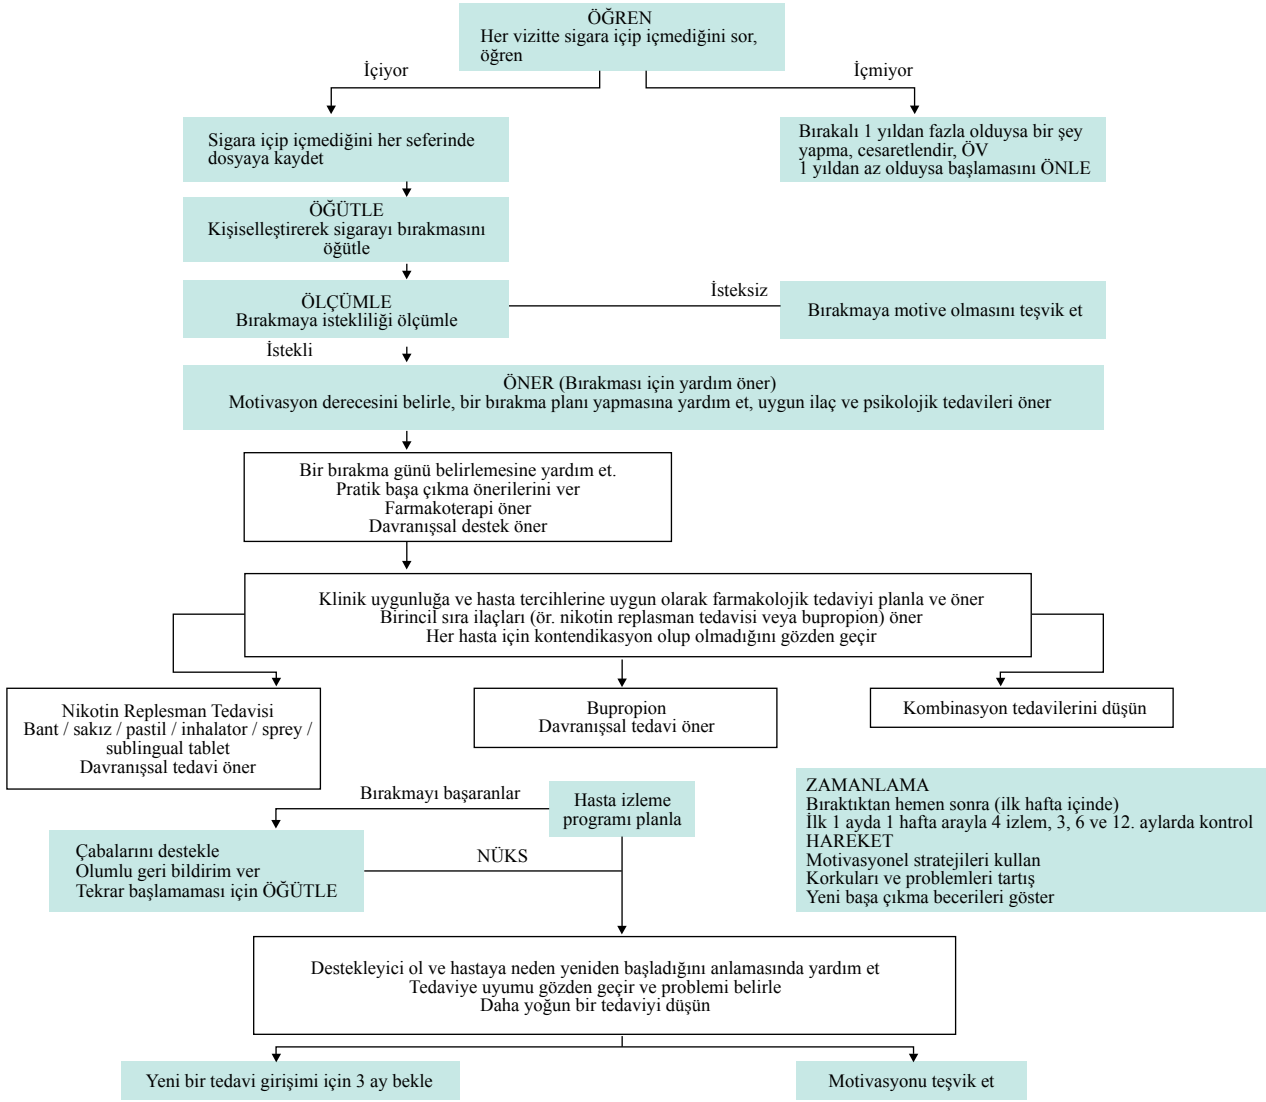 ÖĞREN
Her vizitte sigara içip içmediğini sor,
öğren
İçiyor
İçmiyor
Sigara içip içmediğini her seferinde
dosyaya kaydet
Bırakalı 1 yıldan fazla olduysa bir şey
yapma, cesaretlendir, ÖV
1 yıldan az olduysa başlamasını ÖNLE
ÖĞÜTLE
Kişiselleştirerek sigarayı bırakmasını
öğütle
ÖLÇÜMLE
Bırakmaya istekliliği ölçümle
İsteksiz
Bırakmaya motive olmasını teşvik et
İstekli
ÖNER (Bırakması için yardım öner)
Motivasyon derecesini belirle, bir bırakma planı yapmasına yardım et, uygun ilaç ve psikolojik tedavileri öner
Bir bırakma günü belirlemesine yardım et.
Pratik başa çıkma önerilerini ver
Farmakoterapi öner
Davranışsal destek öner
Klinik uygunluğa ve hasta tercihlerine uygun olarak farmakolojik tedaviyi planla ve öner
Birincil sıra ilaçları (ör. nikotin replasman tedavisi veya bupropion) öner
Her hasta için kontendikasyon olup olmadığını gözden geçir
Nikotin Replesman Tedavisi
Bant / sakız / pastil / inhalator / sprey /
sublingual tablet
Davranışsal tedavi öner
Bupropion
Davranışsal tedavi öner
Kombinasyon tedavilerini düşün
Bırakmayı başaranlar
Hasta izleme
programı planla
Çabalarını destekle
Olumlu geri bildirim ver
Tekrar başlamaması için ÖĞÜTLE
NÜKS
ZAMANLAMA
Bıraktıktan hemen sonra (ilk hafta içinde)
İlk 1 ayda 1 hafta arayla 4 izlem, 3, 6 ve 12. aylarda kontrol
HAREKET
Motivasyonel stratejileri kullan
Korkuları ve problemleri tartış
Yeni başa çıkma becerileri göster
Destekleyici ol ve hastaya neden yeniden başladığını anlamasında yardım et
Tedaviye uyumu gözden geçir ve problemi belirle
Daha yoğun bir tedaviyi düşün
Yeni bir tedavi girişimi için 3 ay bekle
Motivasyonu teşvik et